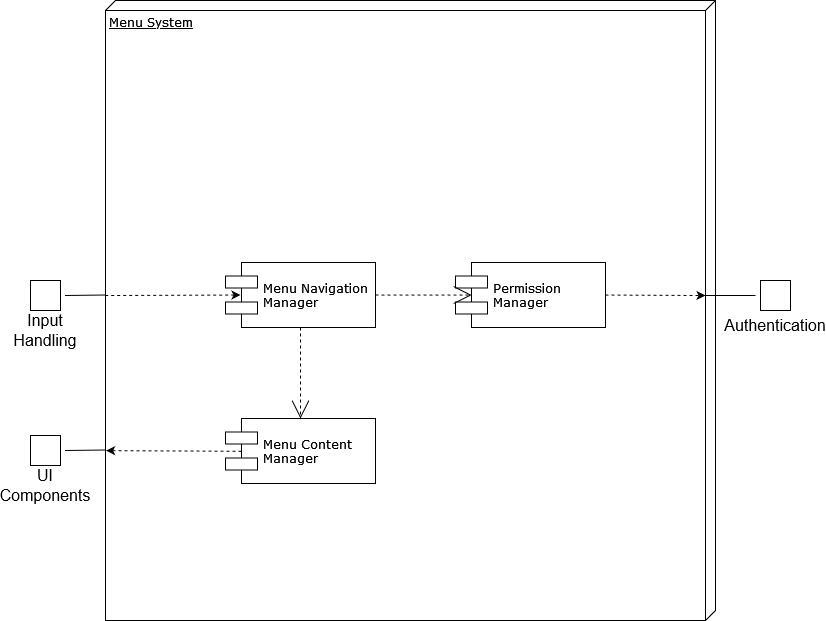 Menu System
Input
Handling
Menu Navigation
Manager
Permission
Manager
Authentication
Menu Content
Manager
UI
Components